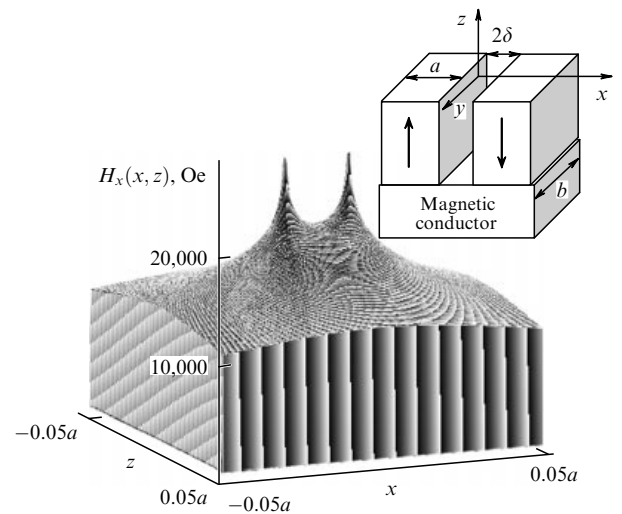 z
2δ
a
x
y
b
Magnetic
conductor
H_x(x, z), Oe
20,000
10,000
−0.05a
z
0.05a
−0.05a
x
0.05a